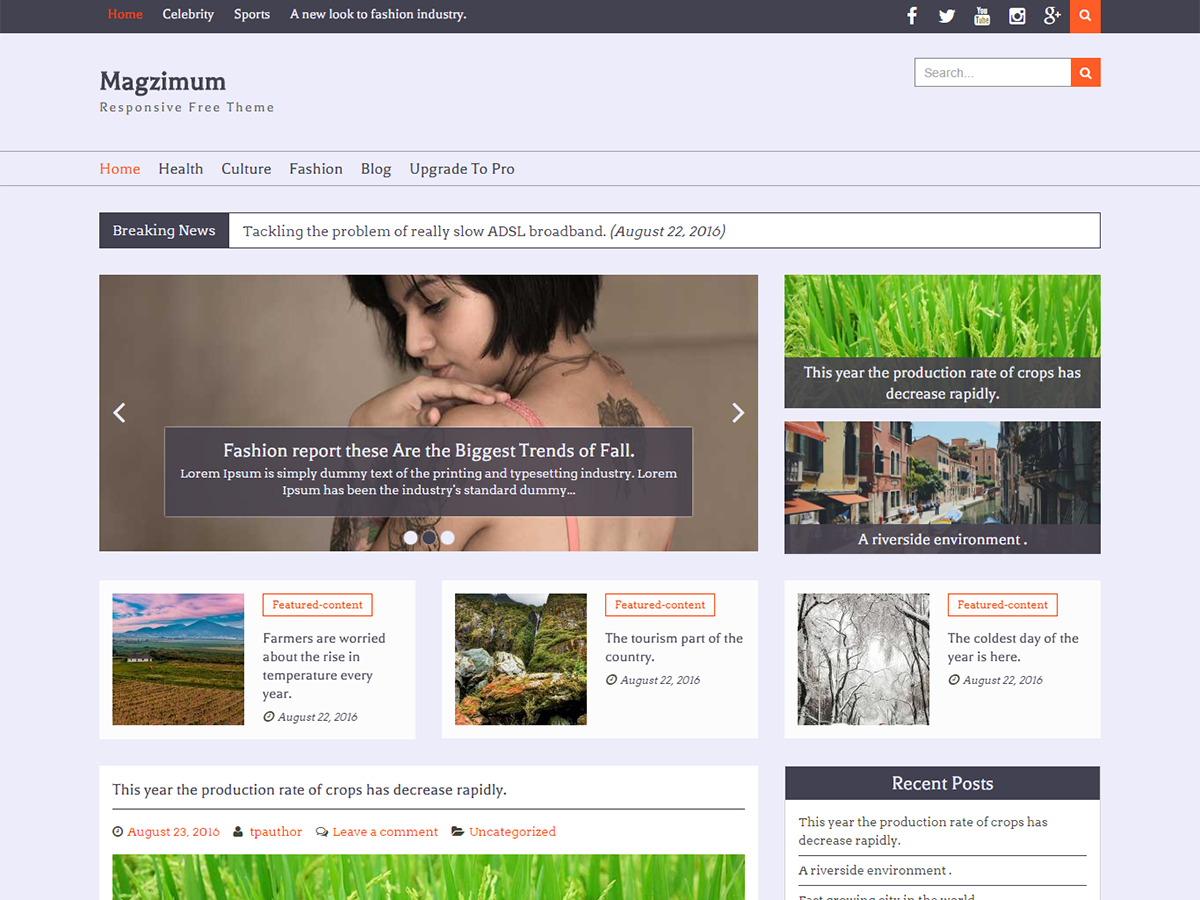 Home Celebrity Sports A new look to fashion industry.
Magzimum
Responsive Free Theme
Search...
Home Health Culture Fashion Blog Upgrade To Pro
Breaking News Tackling the problem of really slow ADSL broadband. (August 22, 2016)
Fashion report these Are the Biggest Trends of Fall.
Lorem Ipsum is simply dummy text of the printing and typesetting industry. Lorem
Ipsum has been the industry's standard dummy...
This year the production rate of crops has
decrease rapidly.
A riverside environment .
Featured-content
Farmers are worried
about the rise in
temperature every
year.
August 22, 2016
Featured-content
The tourism part of the
country.
August 22, 2016
Featured-content
The coldest day of the
year is here.
August 22, 2016
This year the production rate of crops has decrease rapidly.
August 23, 2016 tpauthor Leave a comment Uncategorized
Recent Posts
This year the production rate of crops has
decrease rapidly.
A riverside environment .
Fast growing city in the world